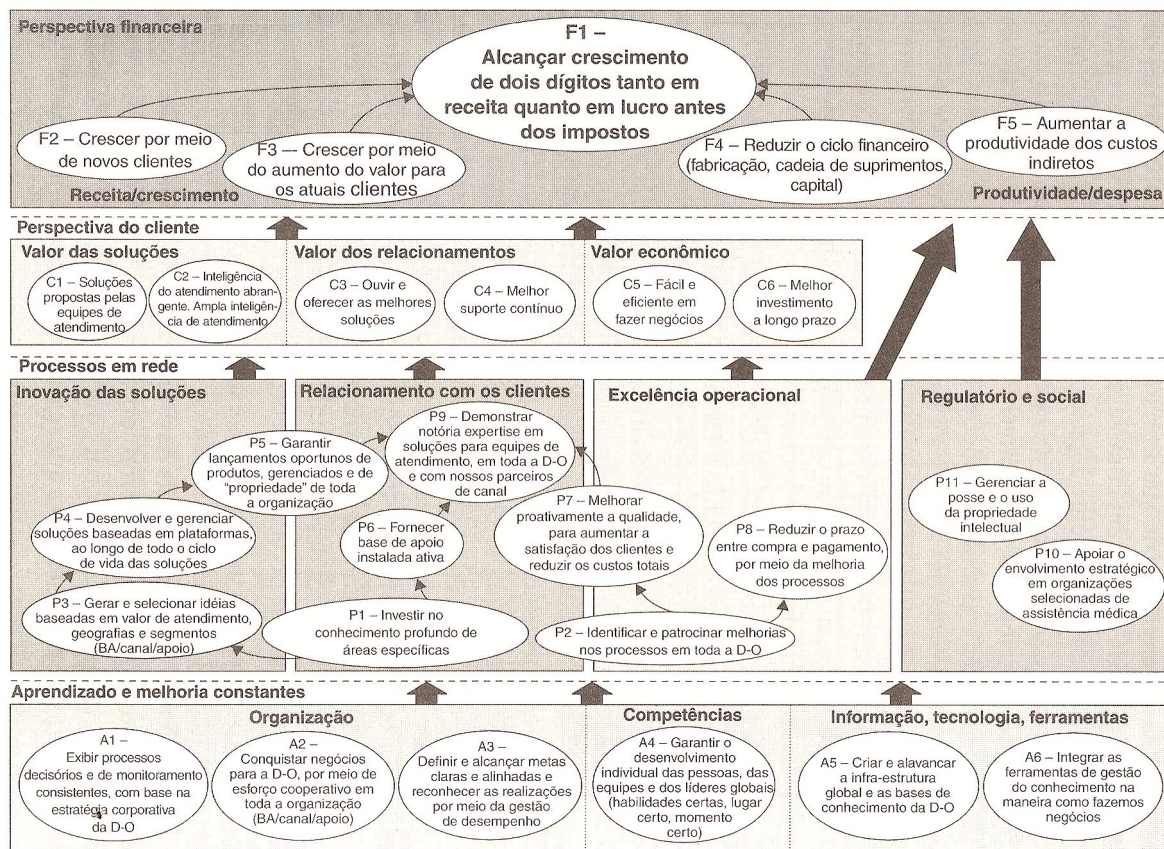 Perspectiva financeira
F1 –
Alcançar crescimento
de dois dígitos tanto em
receita quanto em lucro antes
dos impostos
F2 – Crescer por meio
de novos clientes
F3 –– Crescer por meio
do aumento do valor para
os atuais clientes
F4 – Reduzir o ciclo financeiro
(fabricação, cadeia de suprimentos,
capital)
F5 – Aumentar a
produtividade dos custos
indiretos
Receita/crescimento
Produtividade/despesa
Perspectiva do cliente
Valor das soluções
C1 – Soluções
propostas pelas
equipes de
atendimento
C2 – Inteligência
do atendimento abran-
gente. Ampla inteligên-
cia de atendimento
Valor dos relacionamentos
C3 – Ouvir e
oferecer as melhores
soluções
C4 – Melhor
suporte contínuo
Valor econômico
C5 – Fácil e
eficiente em
fazer negócios
C6 – Melhor
investimento
a longo prazo
Processos em rede
Inovação das soluções
P5 – Garantir
lançamentos oportunos de
produtos, gerenciados e de
“propriedade” de toda
a organização
P4 – Desenvolver e gerenciar
soluções baseadas em plataformas,
ao longo de todo o ciclo
de vida das soluções
P3 – Gerar e selecionar idéias
baseadas em valor de atendimento,
geografias e segmentos
(BA/canal/apoio)
Relacionamento com os clientes
P9 – Demonstrar
notória expertise em
soluções para equipes de
atendimento, em toda a D-O
e com nossos parceiros
de canal
P6 – Fornecer
base de apoio
instalada ativa
P1 – Investir no
conhecimento profundo de
áreas específicas
Excelência operacional
P7 – Melhorar
proativamente a qualidade,
para aumentar a
satisfação dos clientes e
reduzir os custos totais
P8 – Reduzir o prazo
entre compra e pagamento,
por meio da melhoria
dos processos
P2 – Identificar e patrocinar melhorias
nos processos em toda a D-O
Regulatório e social
P11 – Gerenciar a
posse e o uso
da propriedade
intelectual
P10 – Apoiar o
envolvimento estratégico
em organizações
selecionadas de
assistência médica
Aprendizado e melhoria constantes
Organização
A1 –
Exibir processos
decisórios e de monitoramento
consistentes, com base na
estratégia corporativa
da D-O
A2 –
Conquistar negócios
para a D-O, por meio de
esforço cooperativo em
toda a organização
(BA/canal/apoio)
A3 –
Definir e alcançar metas
claras e alinhadas e
reconhecer as realizações
por meio da gestão
de desempenho
Competências
A4 – Garantir o
desenvolvimento
individual das pessoas, das
equipes e dos líderes globais
(habilidades certas, lugar
certo, momento
certo)
Informação, tecnologia, ferramentas
A5 – Criar e alavancar
a infra-estrutura
global e as bases de
conhecimento da D-O
A6 – Integrar as
ferramentas de gestão
do conhecimento na
maneira como fazemos
negócios